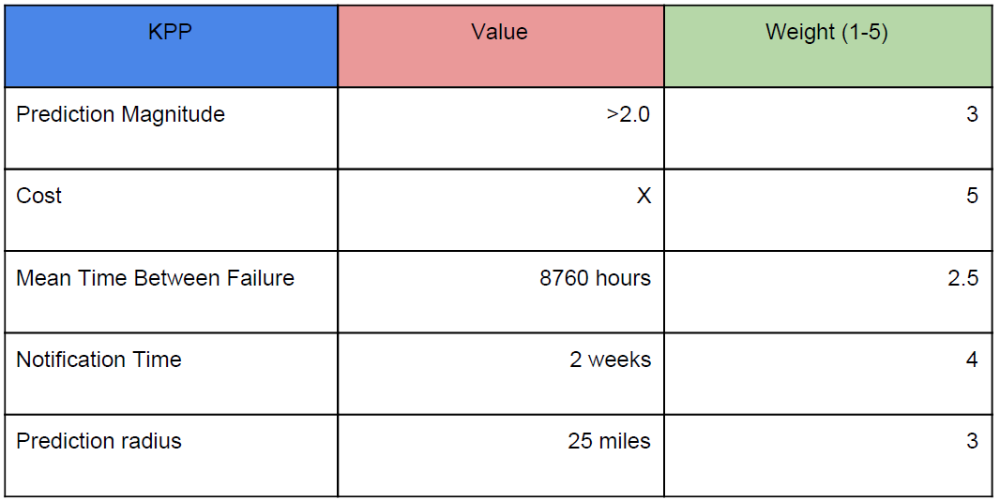 KPP Value Weight (1-5)
Prediction Magnitude >2.0 3
Cost X 5
Mean Time Between Failure 8760 hours 2.5
Notification Time 2 weeks 4
Prediction radius 25 miles 3